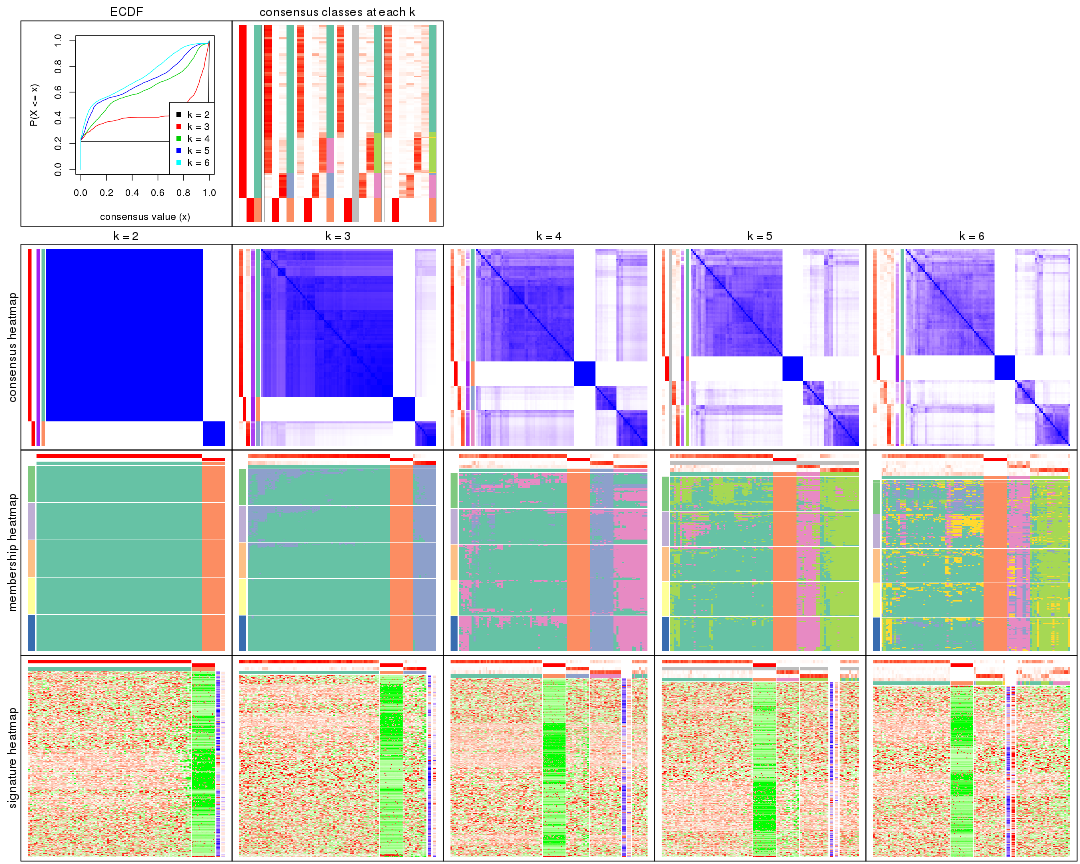 ECDF
consensus classes at each k
P(X <= x)
0.0 0.2 0.4 0.6 0.8 1.0
k = 2
k = 3
k = 4
k = 5
k = 6
0.0 0.2 0.4 0.6 0.8 1.0
consensus value (x)
k = 2
k = 3
k = 4
k = 5
k = 6
consensus heatmap
membership heatmap
signature heatmap